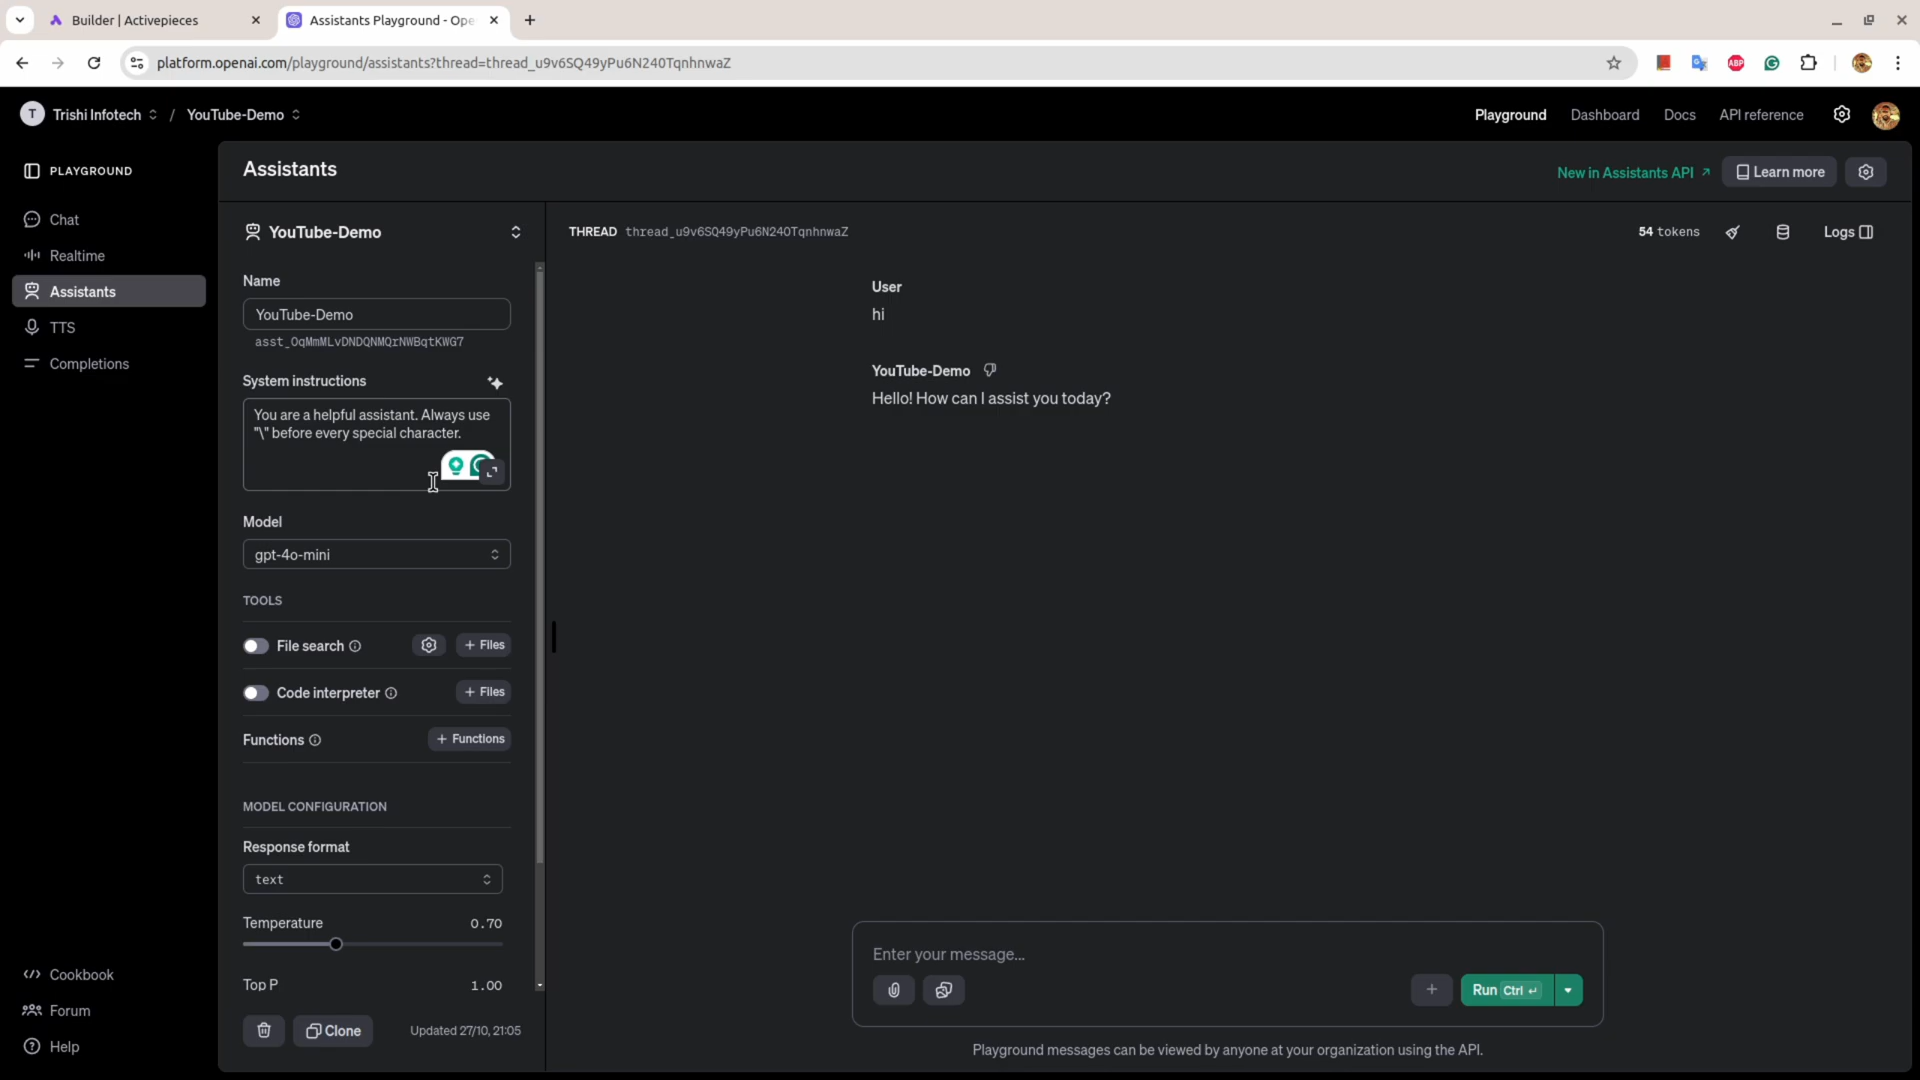 Builder | Activepieces
Assistants Playground - Ope
platform.openai.com/playground/assistants?thread=thread_u9v6SQ49yPu6N24OTqnhnwaZ
ABP
T Trishi Infotech / YouTube-Demo
Playground Dashboard Docs API reference
PLAYGROUND
Chat
Realtime
Assistants
TTS
Completions
Cookbook
Forum
Help
Assistants
New in Assistants API ↗ Learn more
YouTube-Demo
Name
YouTube-Demo
asst_OqMmMLvDNDQNMQrNWBqtKWG7
System instructions
You are a helpful assistant. Always use
"\" before every special character.
Model
gpt-4o-mini
TOOLS
File search + Files
Code interpreter + Files
Functions + Functions
MODEL CONFIGURATION
Response format
text
Temperature 0.70
Top P 1.00
Clone Updated 27/10, 21:05
THREAD thread_u9v6SQ49yPu6N24OTqnhnwaZ 54 tokens Logs
User
hi
YouTube-Demo
Hello! How can I assist you today?
Enter your message...
Run Ctrl ↵
Playground messages can be viewed by anyone at your organization using the API.